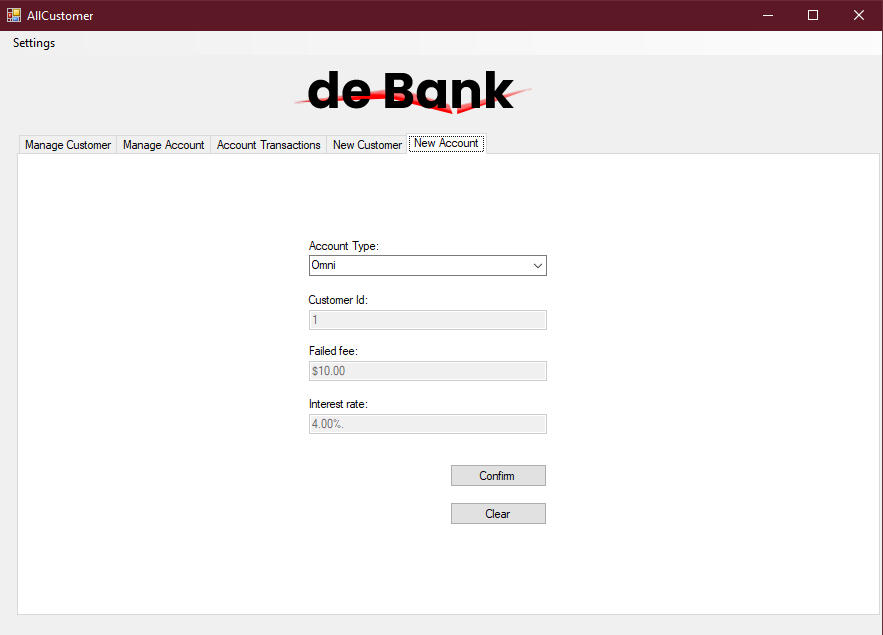 AllCustomer
Settings
de Bank
Manage Customer Manage Account Account Transactions New Customer New Account
Account Type:
Omni
Customer Id:
1
Failed fee:
$10.00
Interest rate:
4.00%.
Confirm
Clear